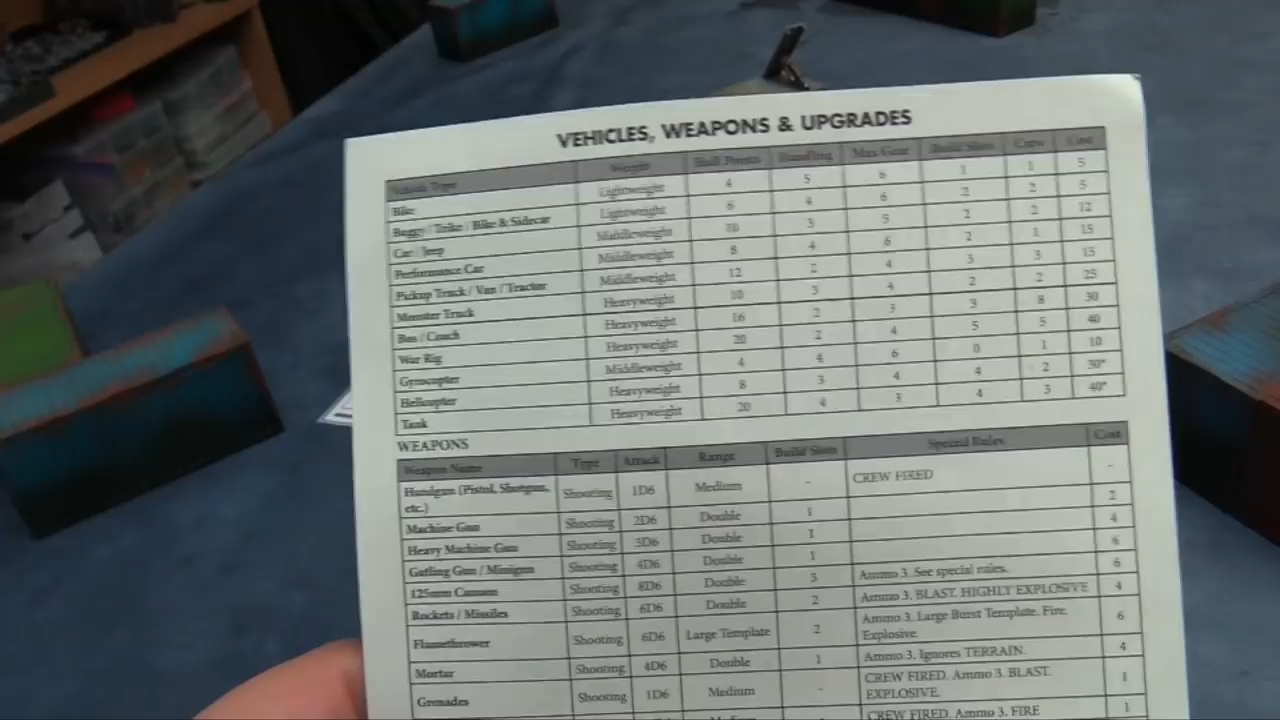 VEHICLES, WEAPONS & UPGRADES
Vehicle Type Weight Hull Points Handling Max Gear Build Slots Crew Cost
Bike Lightweight 4 5 6 1 1 5
Buggy / Trike / Bike & Sidecar Lightweight 6 4 6 2 2 5
Car / Jeep Middleweight 10 3 5 2 2 12
Performance Car Middleweight 8 4 6 2 1 15
Pickup Truck / Van / Tractor Middleweight 12 2 4 3 3 15
Monster Truck Heavyweight 10 3 4 2 2 25
Bus / Coach Heavyweight 16 2 3 3 8 30
War Rig Heavyweight 20 2 4 5 5 40
Gyrocopter Middleweight 4 4 6 0 1 10
Helicopter Heavyweight 8 3 4 4 2 30*
Tank Heavyweight 20 4 3 4 3 40*
WEAPONS
Weapon Name Type Attack Range Build Slots Special Rules Cost
Handgun (Pistol, Shotgun, etc.) Shooting 1D6 Medium - CREW FIRED -
Machine Gun Shooting 2D6 Double 1 2
Heavy Machine Gun Shooting 3D6 Double 1 4
Gatling Gun / Minigun Shooting 4D6 Double 1 6
125mm Cannon Shooting 8D6 Double 3 Ammo 3. See special rules. 6
Rockets / Missiles Shooting 6D6 Double 2 Ammo 3. BLAST. HIGHLY EXPLOSIVE 4
Flamethrower Shooting 6D6 Large Template 2 Ammo 3. Large Burst Template. Fire. Explosive. 6
Mortar Shooting 4D6 Double 1 Ammo 3. Ignores TERRAIN. 4
Grenades Shooting 1D6 Medium - CREW FIRED. Ammo 3. BLAST. EXPLOSIVE. 1
CREW FIRED. Ammo 3. FIRE 1